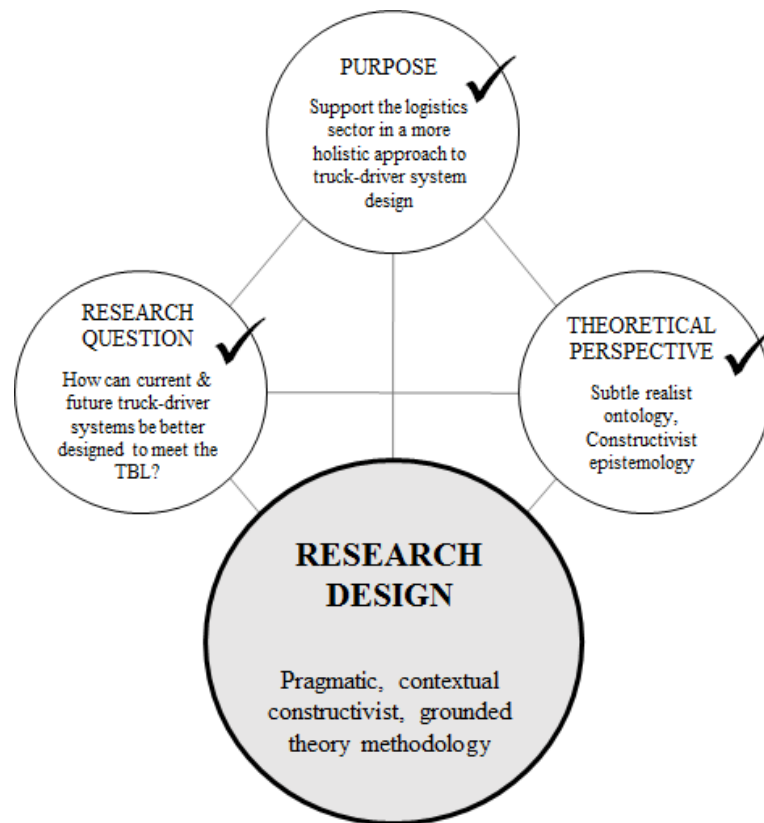 PURPOSE
Support the logistics
sector in a more
holistic approach to
truck-driver system
design
RESEARCH
QUESTION
How can current &
future truck-driver
systems be better
designed to meet the
TBL?
THEORETICAL
PERSPECTIVE
Subtle realist
ontology,
Constructivist
epistemology
RESEARCH
DESIGN
Pragmatic, contextual
constructivist, grounded
theory methodology